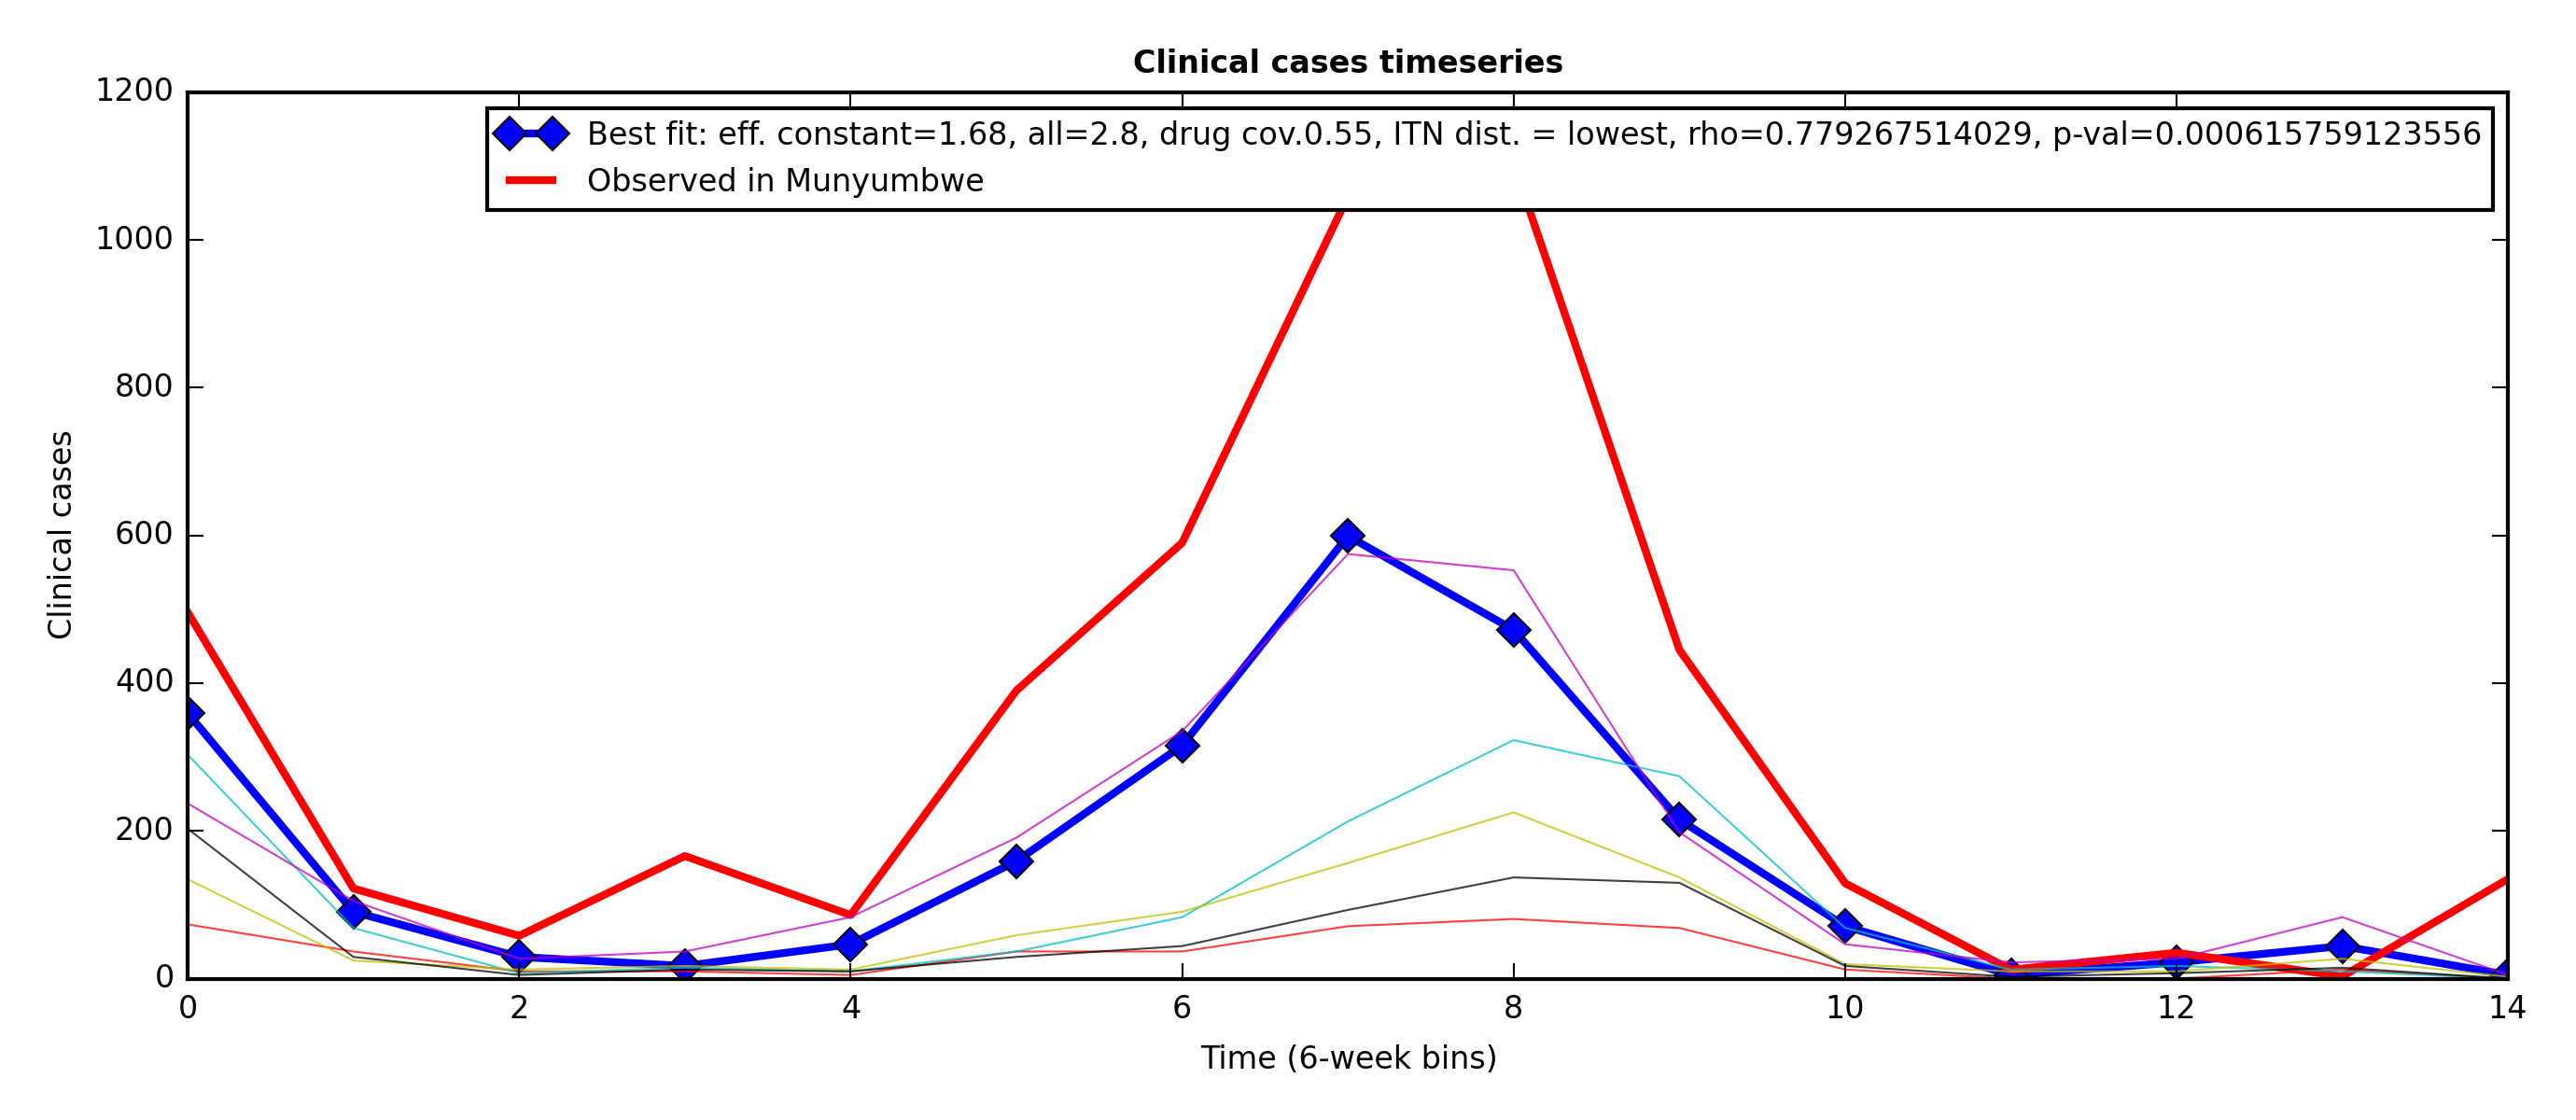 Clinical cases timeseries
1200
1000
800
600
400
200
0
Clinical cases
Best fit: eff. constant=1.68, all=2.8, drug cov.0.55, ITN dist. = lowest, rho=0.779267514029, p-val=0.000615759123556
Observed in Munyumbwe
0 2 4 6 8 10 12 14
Time (6-week bins)